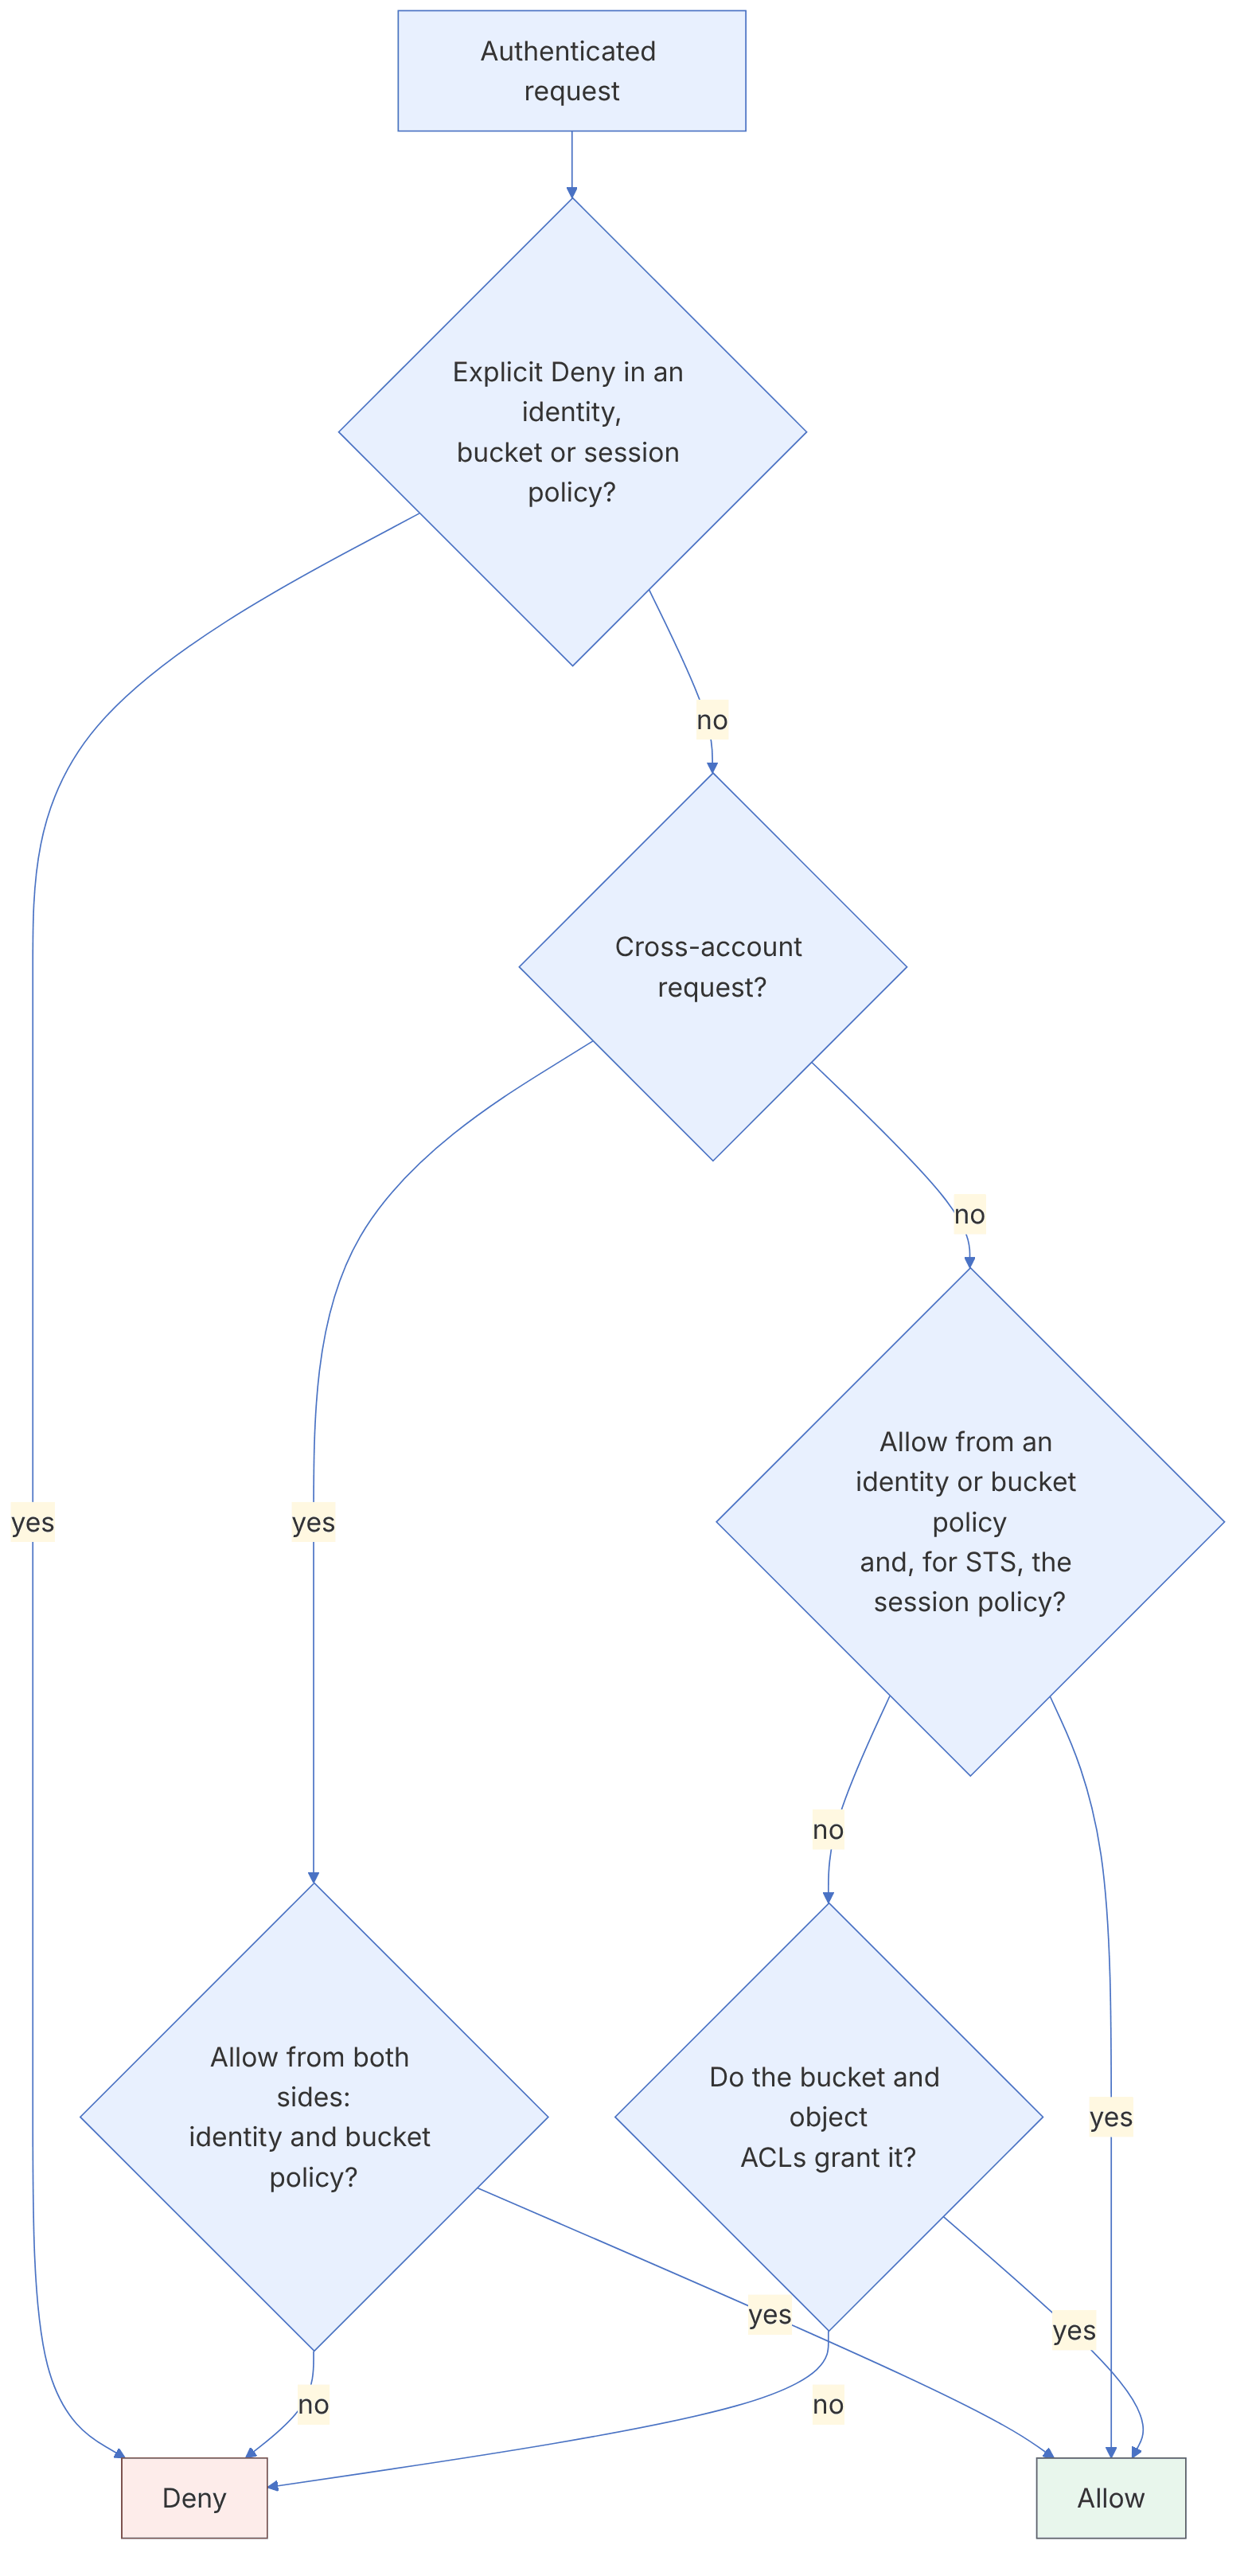 Authenticated
request
Explicit Deny in an
identity,
bucket or session
policy?
no
Cross-account
request?
no
Allow from an
identity or bucket
policy
and, for STS, the
session policy?
yes
yes
no
Allow from both
sides:
identity and bucket
policy?
Do the bucket and
object
ACLs grant it?
yes
yes
yes
no
no
Deny
Allow